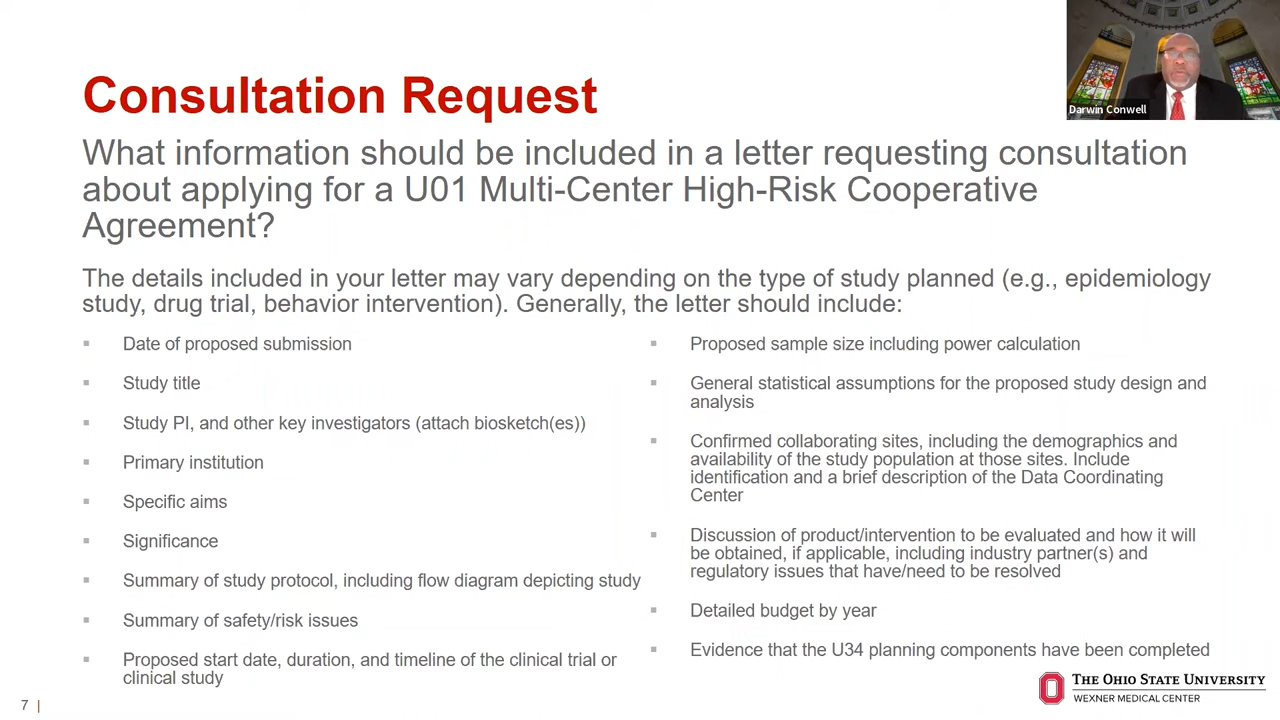 Consultation Request
Darwin Conwell
What information should be included in a letter requesting consultation
about applying for a U01 Multi-Center High-Risk Cooperative
Agreement?
The details included in your letter may vary depending on the type of study planned (e.g., epidemiology
study, drug trial, behavior intervention). Generally, the letter should include:
Date of proposed submission
Study title
Study PI, and other key investigators (attach biosketch(es))
Primary institution
Specific aims
Significance
Summary of study protocol, including flow diagram depicting study
Summary of safety/risk issues
Proposed start date, duration, and timeline of the clinical trial or
clinical study
Proposed sample size including power calculation
General statistical assumptions for the proposed study design and
analysis
Confirmed collaborating sites, including the demographics and
availability of the study population at those sites. Include
identification and a brief description of the Data Coordinating
Center
Discussion of product/intervention to be evaluated and how it will
be obtained, if applicable, including industry partner(s) and
regulatory issues that have/need to be resolved
Detailed budget by year
Evidence that the U34 planning components have been completed
7 |
THE OHIO STATE UNIVERSITY
WEXNER MEDICAL CENTER